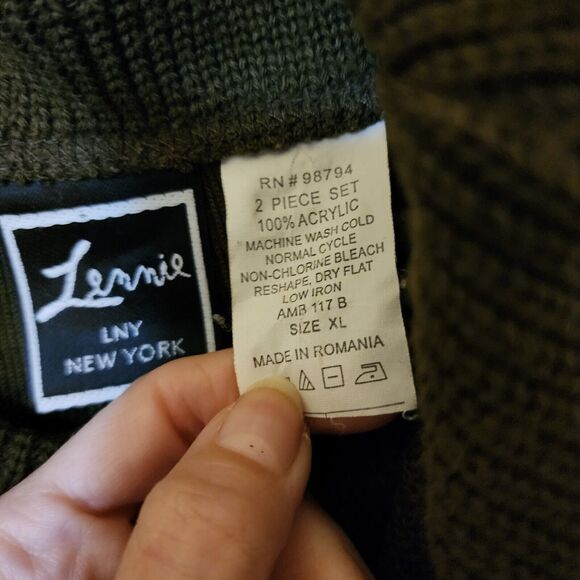 Lennie
LNY
NEW YORK
RN # 98794
2 PIECE SET
100% ACRYLIC
MACHINE WASH COLD
NORMAL CYCLE
NON-CHLORINE BLEACH
RESHAPE, DRY FLAT
LOW IRON
AMB 117 B
SIZE XL
MADE IN ROMANIA